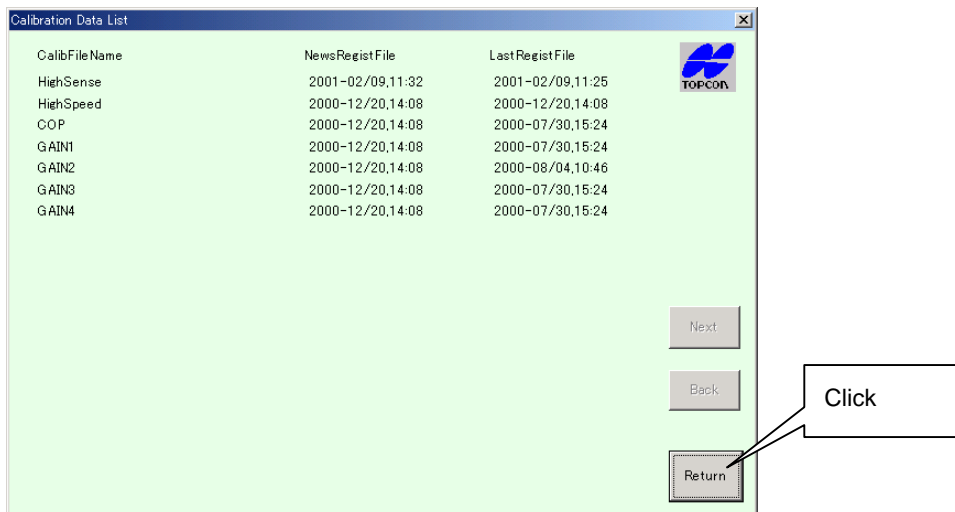 Calibration Data List
CalibFileName NewsRegistFile LastRegistFile
TOPCON
HighSense 2001-02/09,11:32 2001-02/09,11:25
HighSpeed 2000-12/20,14:08 2000-12/20,14:08
COP 2000-12/20,14:08 2000-07/30,15:24
GAIN1 2000-12/20,14:08 2000-07/30,15:24
GAIN2 2000-12/20,14:08 2000-08/04,10:46
GAIN3 2000-12/20,14:08 2000-07/30,15:24
GAIN4 2000-12/20,14:08 2000-07/30,15:24
Next
Back
Click
Return